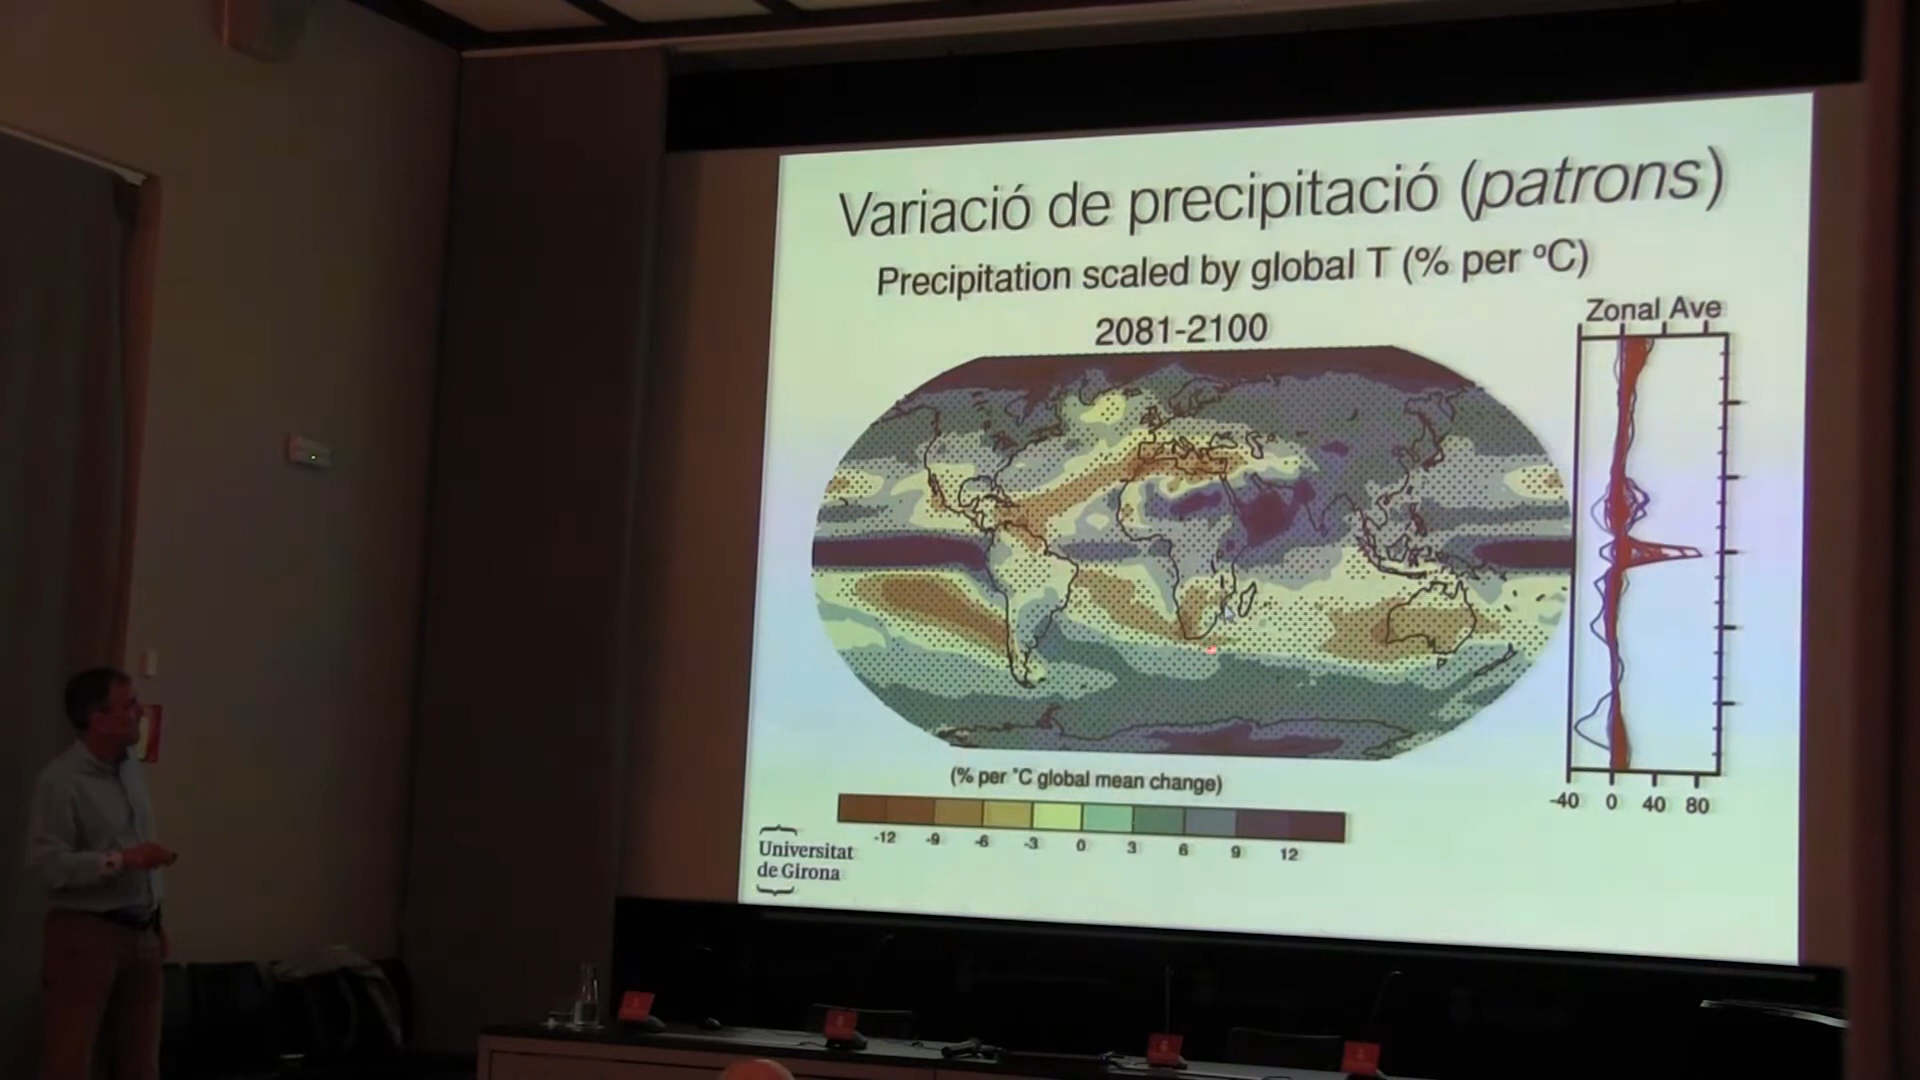 Variació de precipitació (patrons)
Precipitation scaled by global T (% per ºC)
2081-2100
Zonal Ave
-40 0 40 80
(% per °C global mean change)
-12 -9 -6 -3 0 3 6 9 12
Universitat
de Girona